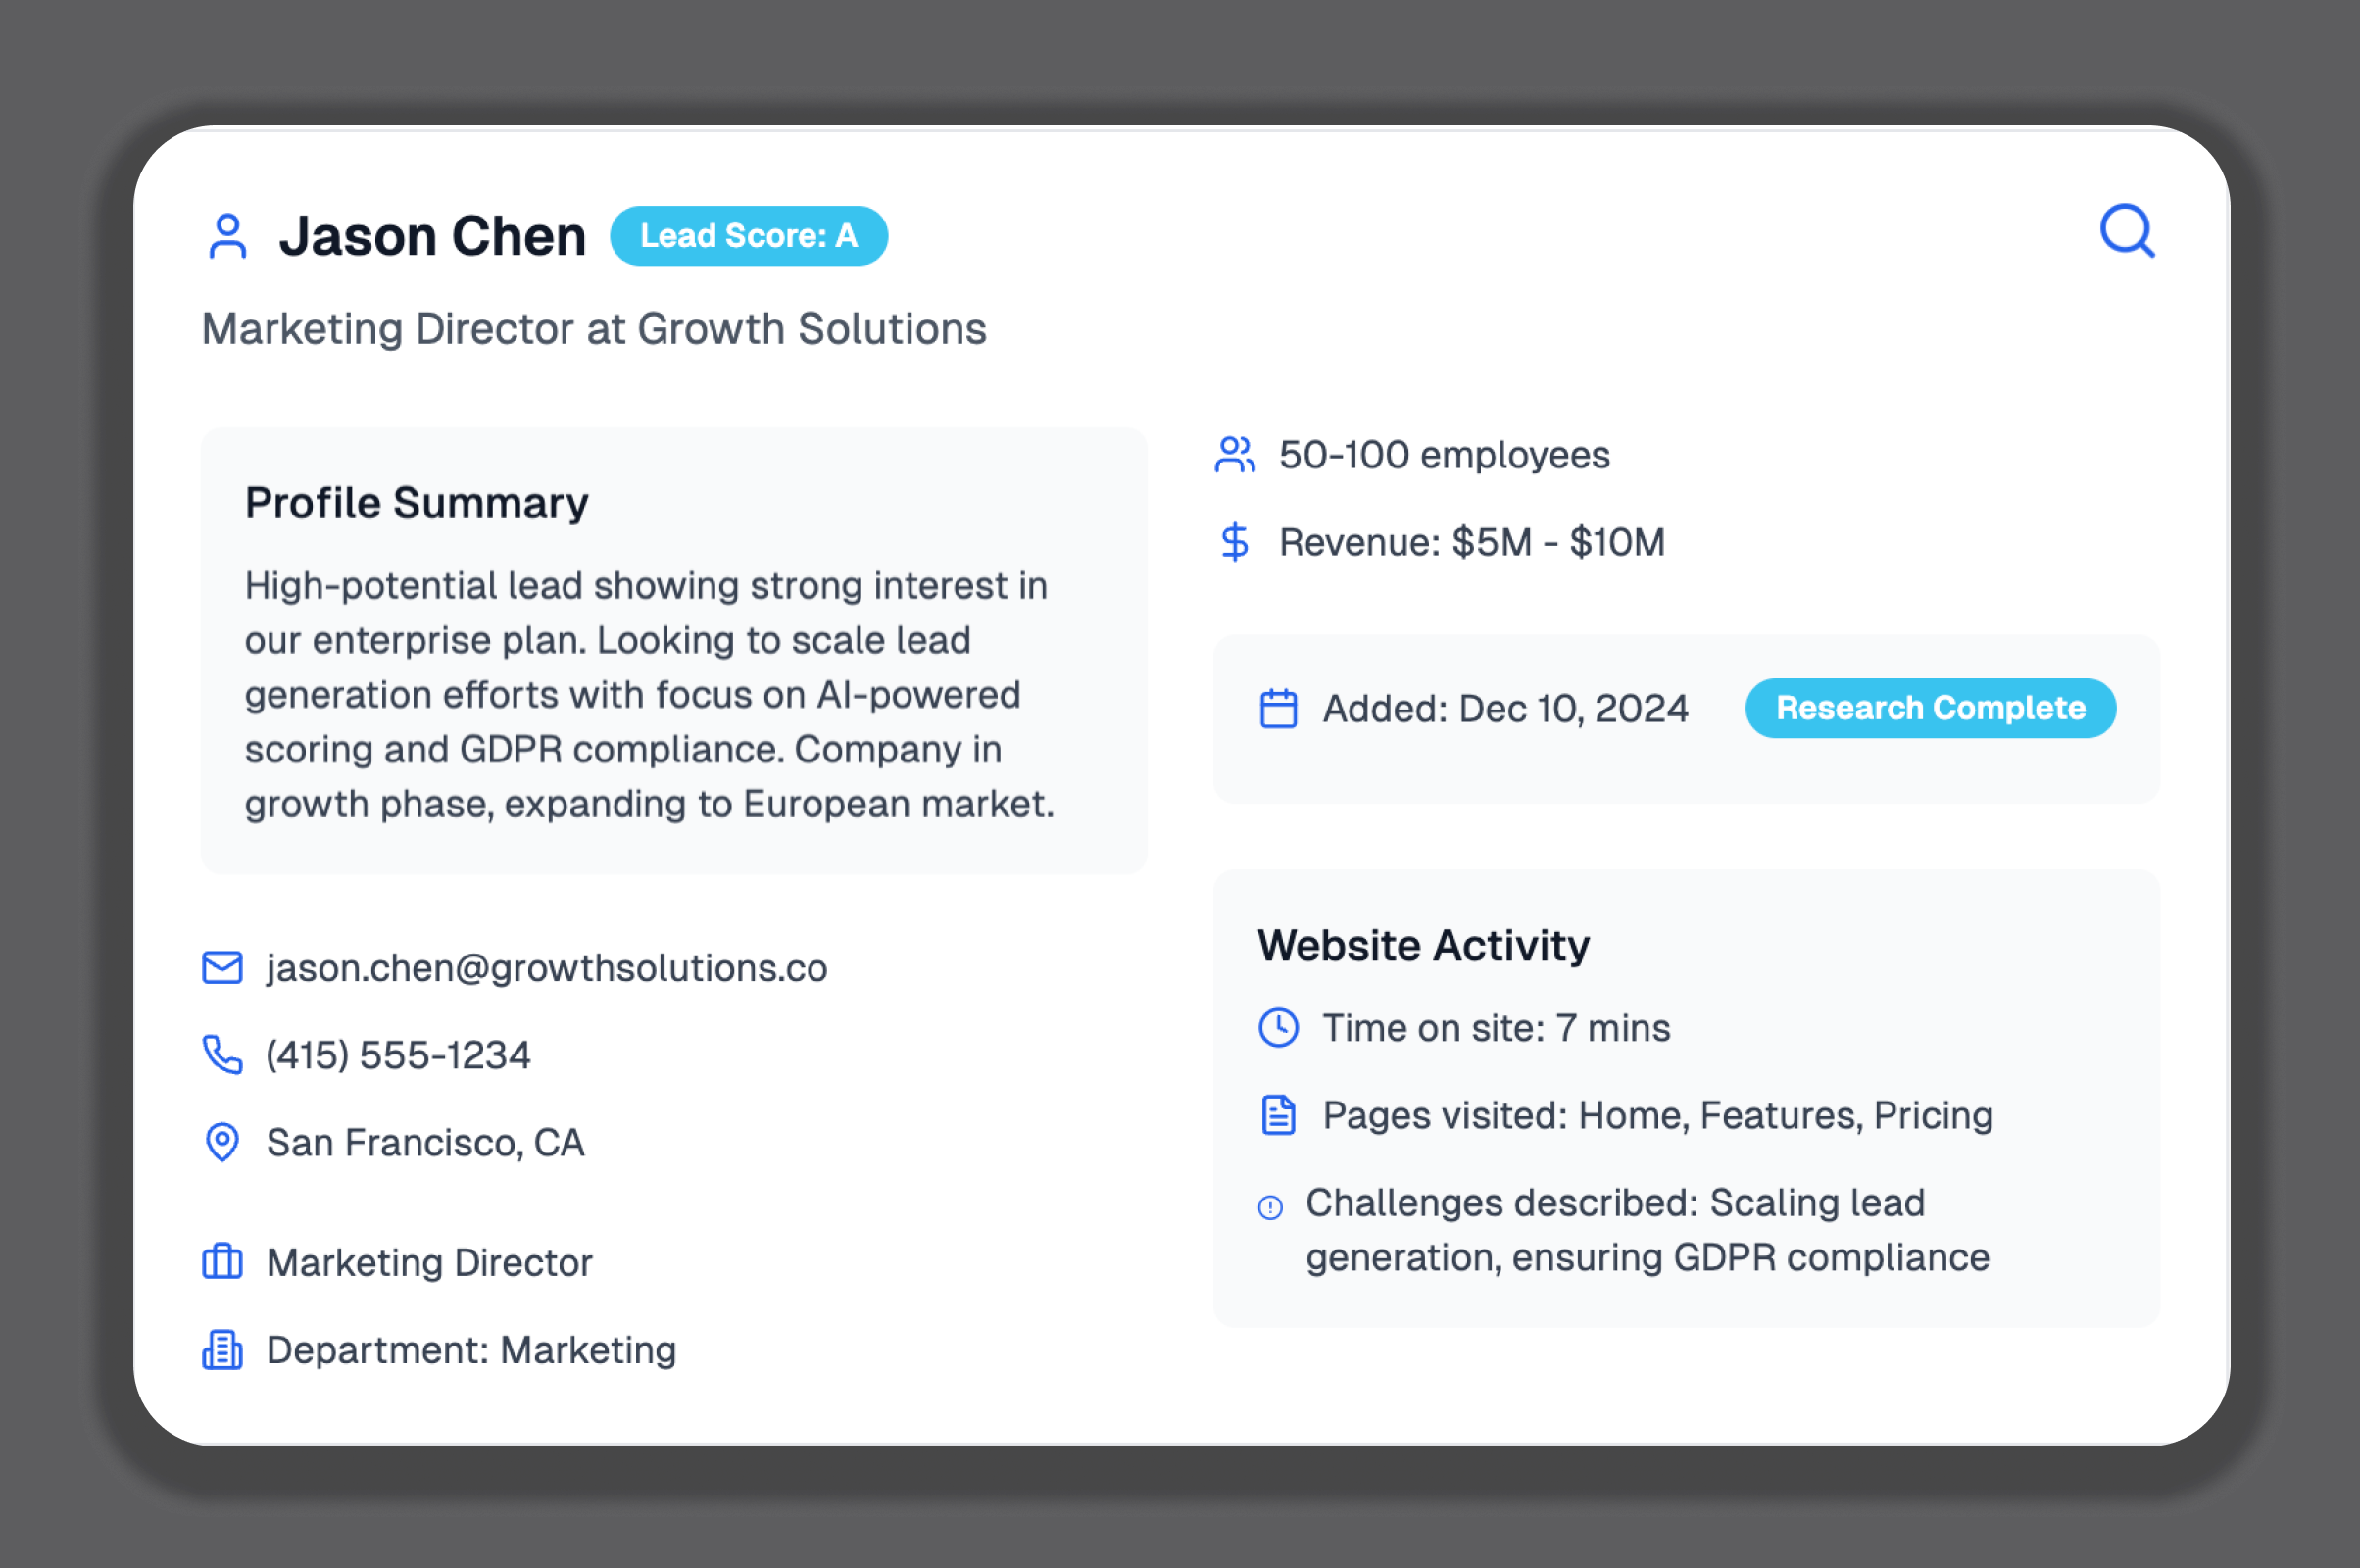 Jason Chen
Lead Score: A
Marketing Director at Growth Solutions
Profile Summary
High-potential lead showing strong interest in
our enterprise plan. Looking to scale lead
generation efforts with focus on AI-powered
scoring and GDPR compliance. Company in
growth phase, expanding to European market.
jason.chen@growthsolutions.co
(415) 555-1234
San Francisco, CA
Marketing Director
Department: Marketing
50-100 employees
Revenue: $5M - $10M
Added: Dec 10, 2024
Research Complete
Website Activity
Time on site: 7 mins
Pages visited: Home, Features, Pricing
Challenges described: Scaling lead
generation, ensuring GDPR compliance